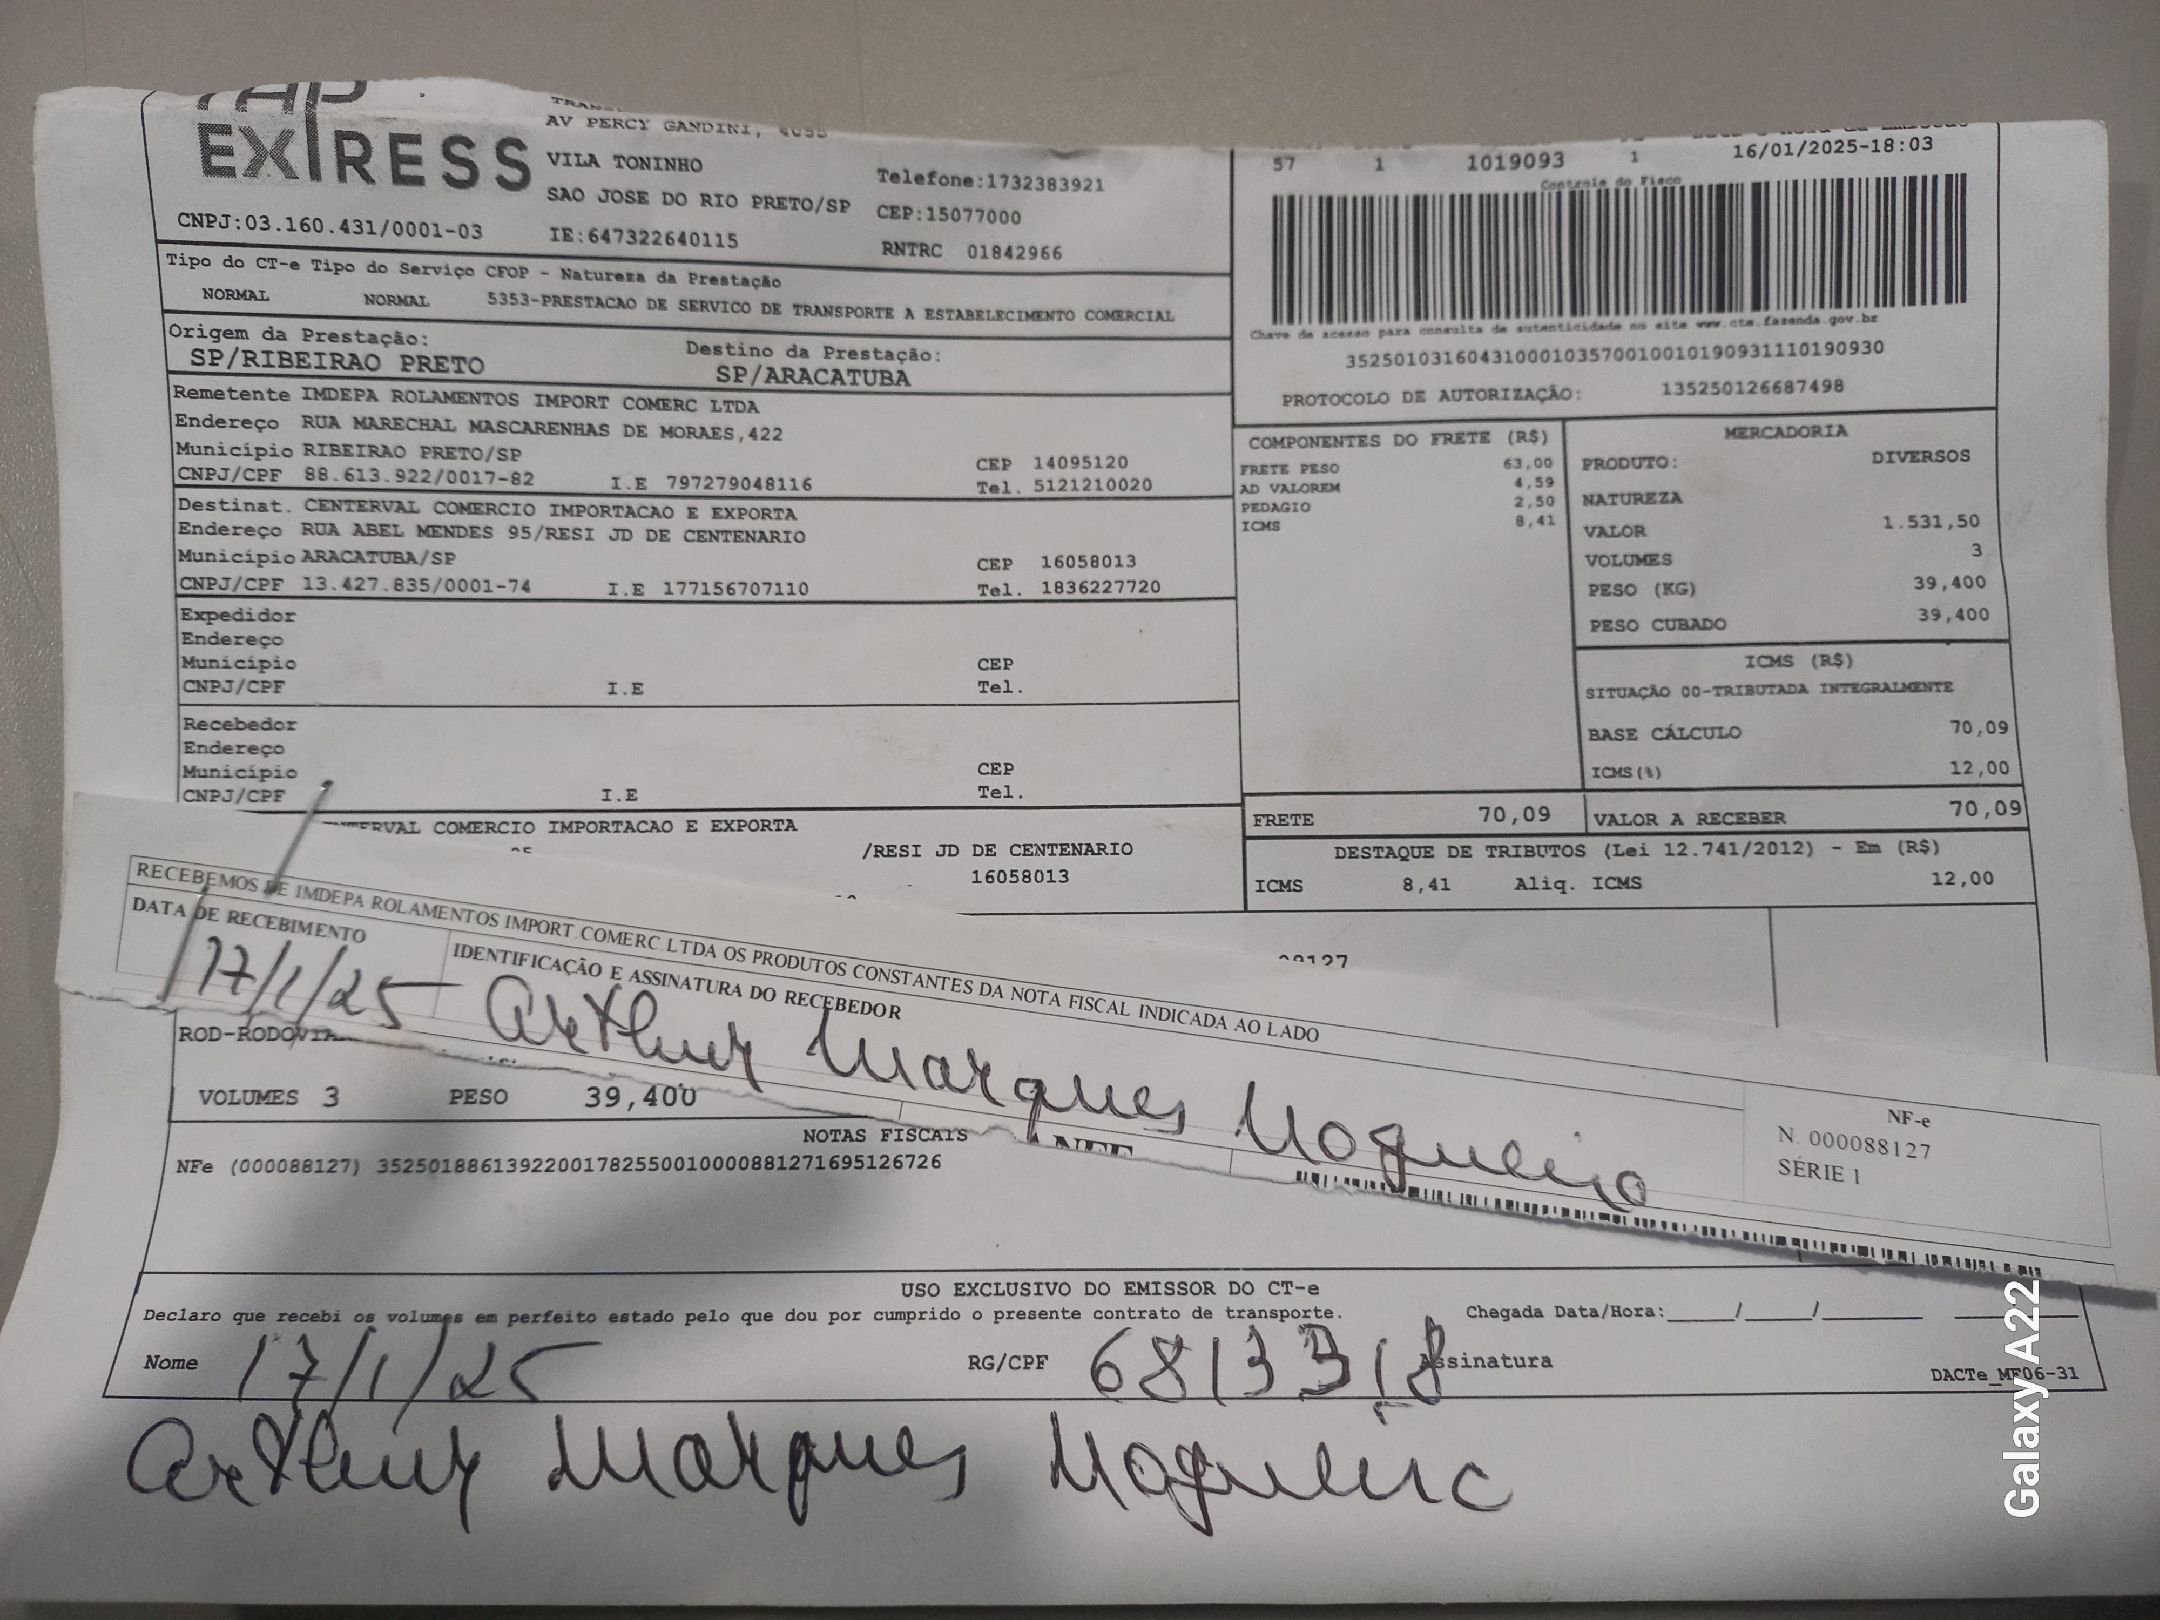 EXPRESS
AV PERCY GANDINI,
VILA TONINHO
SAO JOSE DO RIO PRETO/SP
Telefone:1732383921
CEP:15077000
CNPJ:03.160.431/0001-03
IE:647322640115
RNTRC 01842966
57 1 1019093 1 16/01/2025-18:03
Controle do Fisco
Chave de acesso para consulta de autenticidade no site www.cte.fazenda.gov.br
35250103160431000103570010010190931110190930
PROTOCOLO DE AUTORIZAÇÃO: 135250126687498
Tipo do CT-e Tipo do Serviço CFOP - Natureza da Prestação
NORMAL NORMAL 5353-PRESTACAO DE SERVICO DE TRANSPORTE A ESTABELECIMENTO COMERCIAL
Origem da Prestação: Destino da Prestação:
SP/RIBEIRAO PRETO SP/ARACATUBA
Remetente IMDEPA ROLAMENTOS IMPORT COMERC LTDA
Endereço RUA MARECHAL MASCARENHAS DE MORAES,422
Município RIBEIRAO PRETO/SP CEP 14095120
CNPJ/CPF 88.613.922/0017-82 I.E 797279048116 Tel. 5121210020
Destinat. CENTERVAL COMERCIO IMPORTACAO E EXPORTA
Endereço RUA ABEL MENDES 95/RESI JD DE CENTENARIO
Município ARACATUBA/SP CEP 16058013
CNPJ/CPF 13.427.835/0001-74 I.E 177156707110 Tel. 1836227720
Expedidor
Endereço
Município CEP
CNPJ/CPF I.E Tel.
Recebedor
Endereço
Município CEP
CNPJ/CPF I.E Tel.
COMPONENTES DO FRETE (R$)
FRETE PESO 63,00
AD VALOREM 4,59
PEDAGIO 2,50
ICMS 8,41
MERCADORIA
PRODUTO: DIVERSOS
NATUREZA
VALOR 1.531,50
VOLUMES 3
PESO (KG) 39,400
PESO CUBADO 39,400
ICMS (R$)
SITUAÇÃO 00-TRIBUTADA INTEGRALMENTE
BASE CÁLCULO 70,09
ICMS(%) 12,00
FRETE 70,09 VALOR A RECEBER 70,09
DESTAQUE DE TRIBUTOS (Lei 12.741/2012) - Em (R$)
ICMS 8,41 Aliq. ICMS 12,00
COMERCIO IMPORTACAO E EXPORTA
/RESI JD DE CENTENARIO
16058013
RECEBEMOS DE IMDEPA ROLAMENTOS IMPORT.COMERC.LTDA OS PRODUTOS CONSTANTES DA NOTA FISCAL INDICADA AO LADO
DATA DE RECEBIMENTO IDENTIFICAÇÃO E ASSINATURA DO RECEBEDOR
17/1/25 Arthur Marques Nogueira
NF-e
N. 000088127
SÉRIE 1
VOLUMES 3 PESO 39,400
NOTAS FISCAIS
NFe (000088127) 35250188613922001782550010000881271695126726
USO EXCLUSIVO DO EMISSOR DO CT-e
Declaro que recebi os volumes em perfeito estado pelo que dou por cumprido o presente contrato de transporte. Chegada Data/Hora:_____/_____/________
Nome 17/1/25 RG/CPF 6813318 Assinatura
DACTe_MF06-31
Arthur Marques Nogueira
Galaxy A22